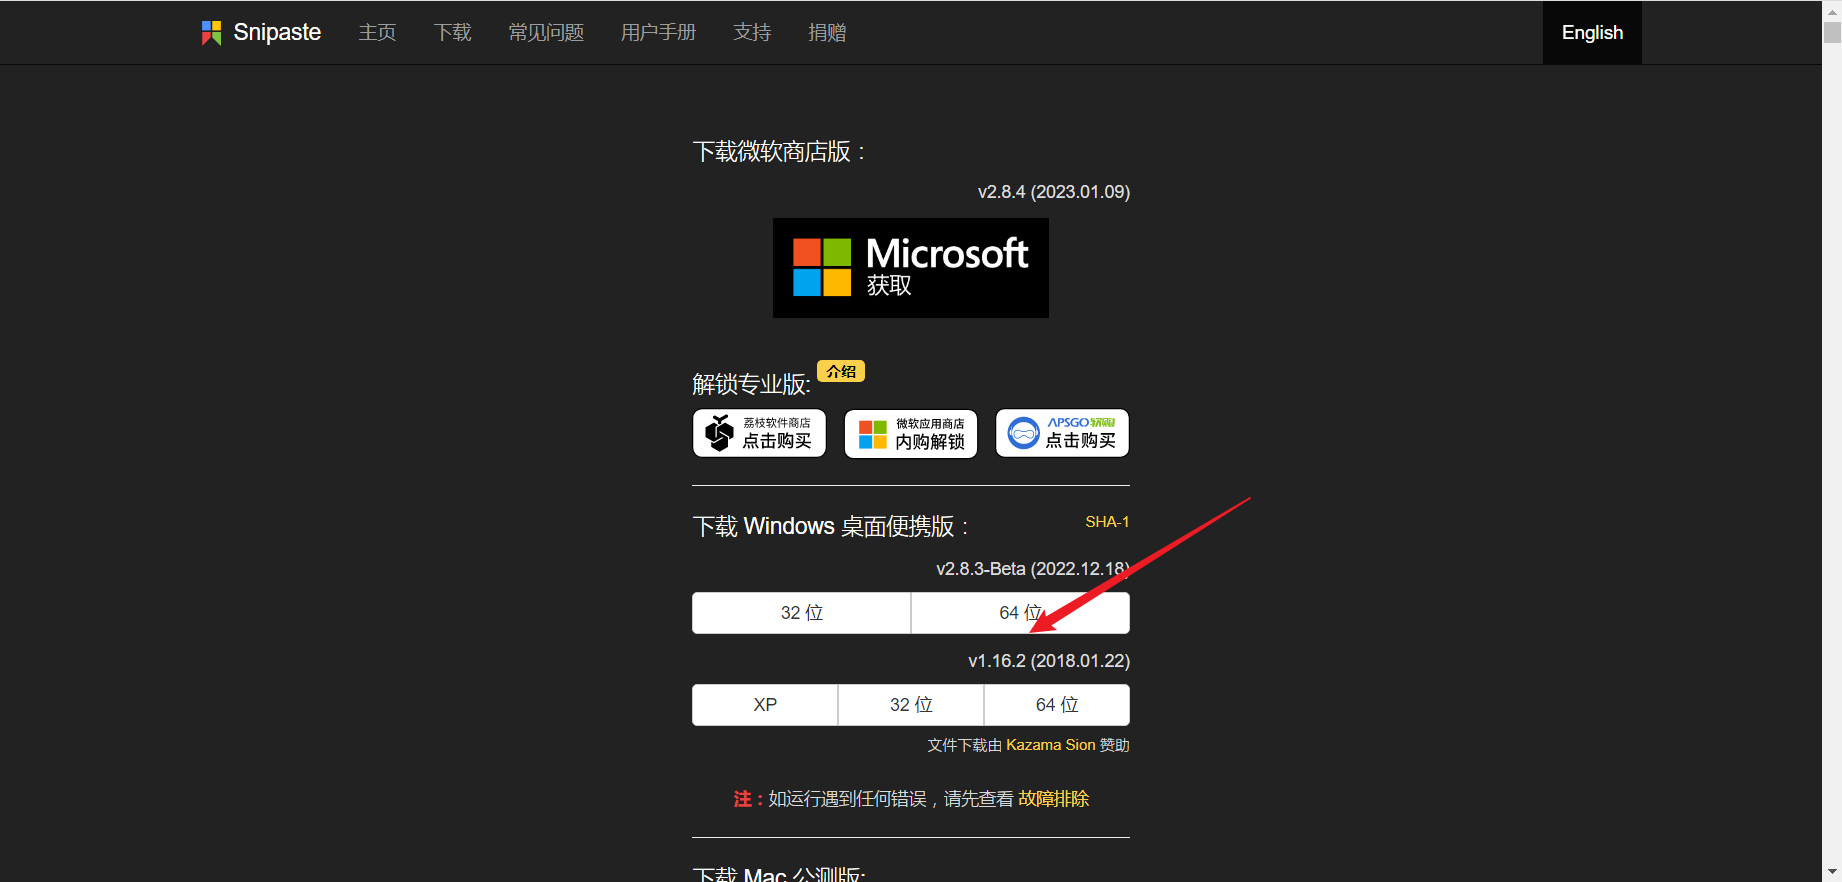 Snipaste 主页 下载 常见问题 用户手册 支持 捐赠 English
下载微软商店版：
v2.8.4 (2023.01.09)
Microsoft
获取
解锁专业版: 介绍
荔枝软件商店
点击购买
微软应用商店
内购解锁
APSGO软购
点击购买
下载 Windows 桌面便携版： SHA-1
v2.8.3-Beta (2022.12.18)
32 位 64 位
v1.16.2 (2018.01.22)
XP 32 位 64 位
文件下载由 Kazama Sion 赞助
注：如运行遇到任何错误，请先查看 故障排除
下载 Mac 公测版: